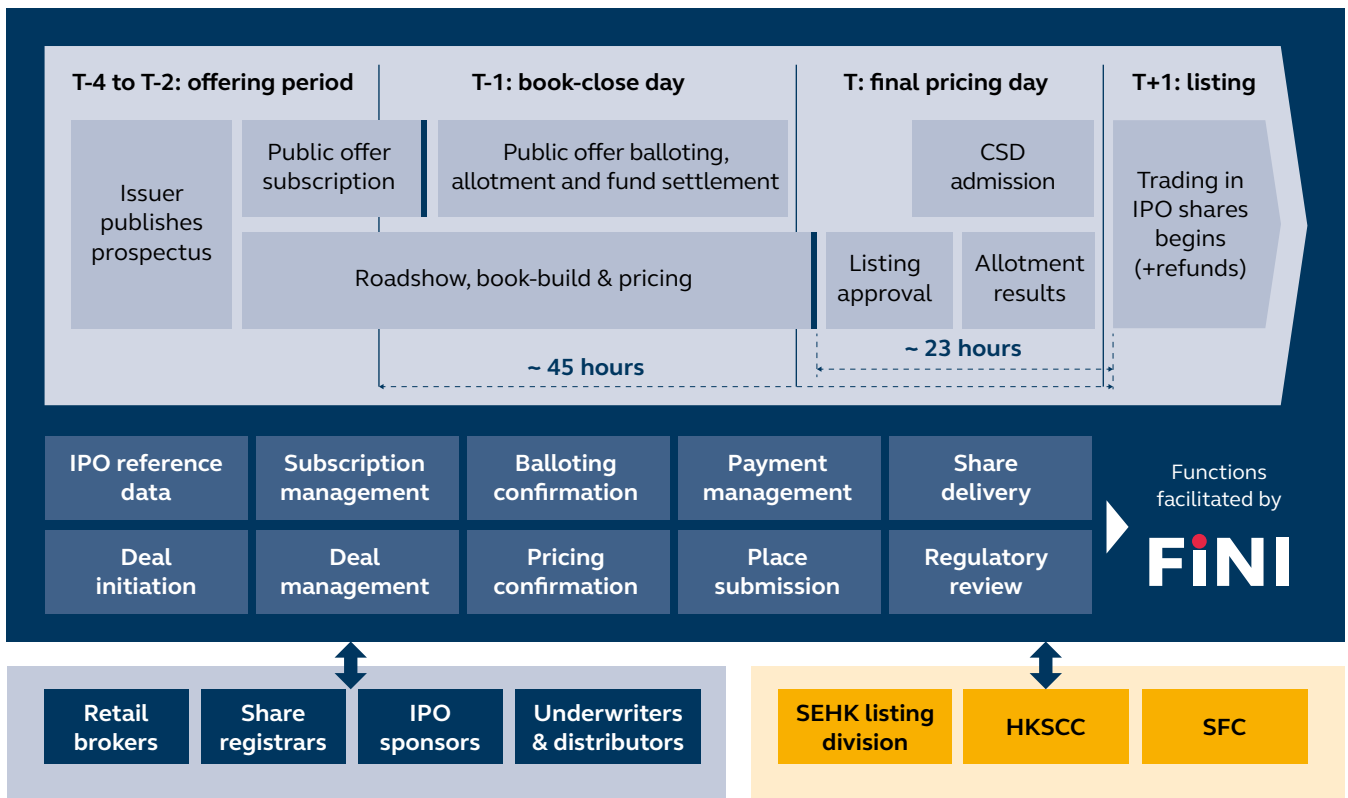 T-4 to T-2: offering period
T-1: book-close day
T: final pricing day
T+1: listing
Issuer
publishes
prospectus
Public offer
subscription
Public offer balloting,
allotment and fund settlement
CSD
admission
Trading in
IPO shares
begins
(+refunds)
Roadshow, book-build & pricing
Listing
approval
Allotment
results
~ 23 hours
~ 45 hours
IPO reference
data
Subscription
management
Balloting
confirmation
Payment
management
Share
delivery
Deal
initiation
Deal
management
Pricing
confirmation
Place
submission
Regulatory
review
Functions
facilitated by
FiNI
Retail
brokers
Share
registrars
IPO
sponsors
Underwriters
& distributors
SEHK listing
division
HKSCC
SFC